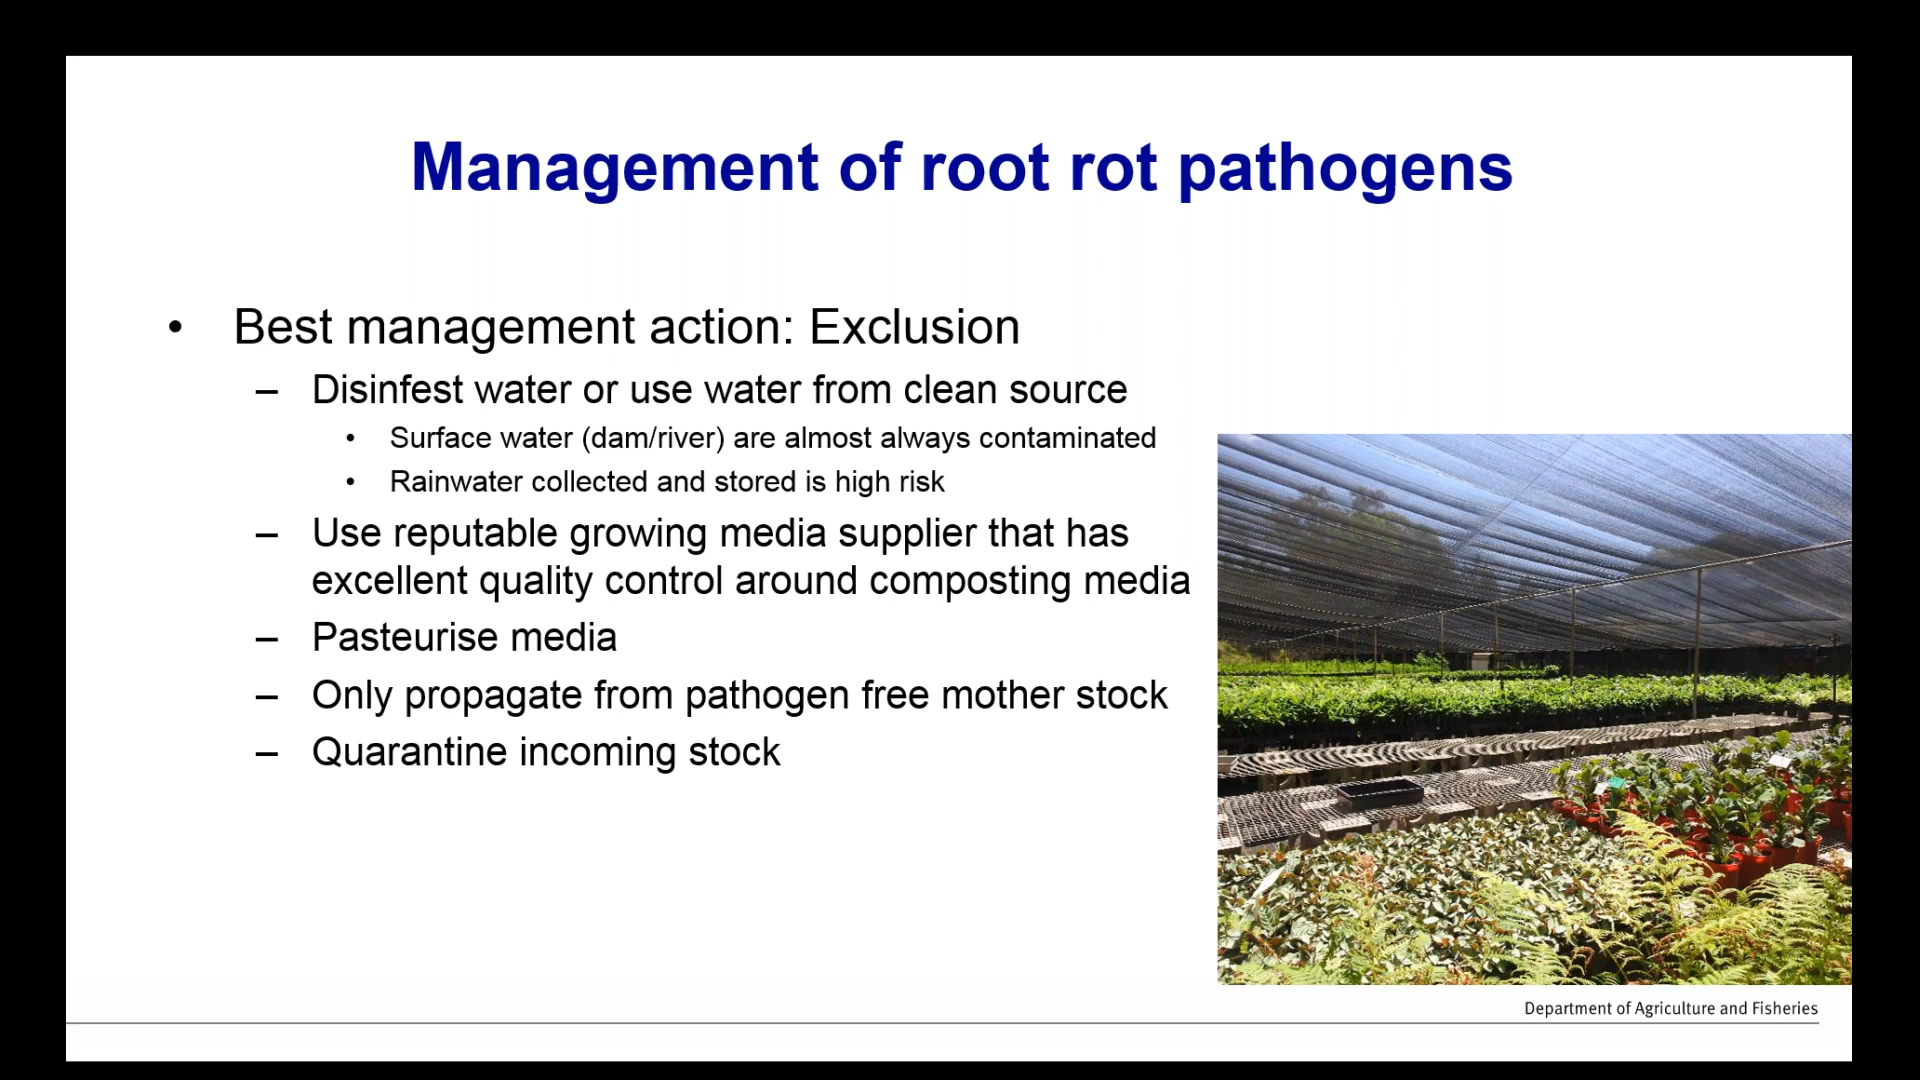 Management of root rot pathogens
• Best management action: Exclusion
– Disinfest water or use water from clean source
• Surface water (dam/river) are almost always contaminated
• Rainwater collected and stored is high risk
– Use reputable growing media supplier that has
excellent quality control around composting media
– Pasteurise media
– Only propagate from pathogen free mother stock
– Quarantine incoming stock
Department of Agriculture and Fisheries